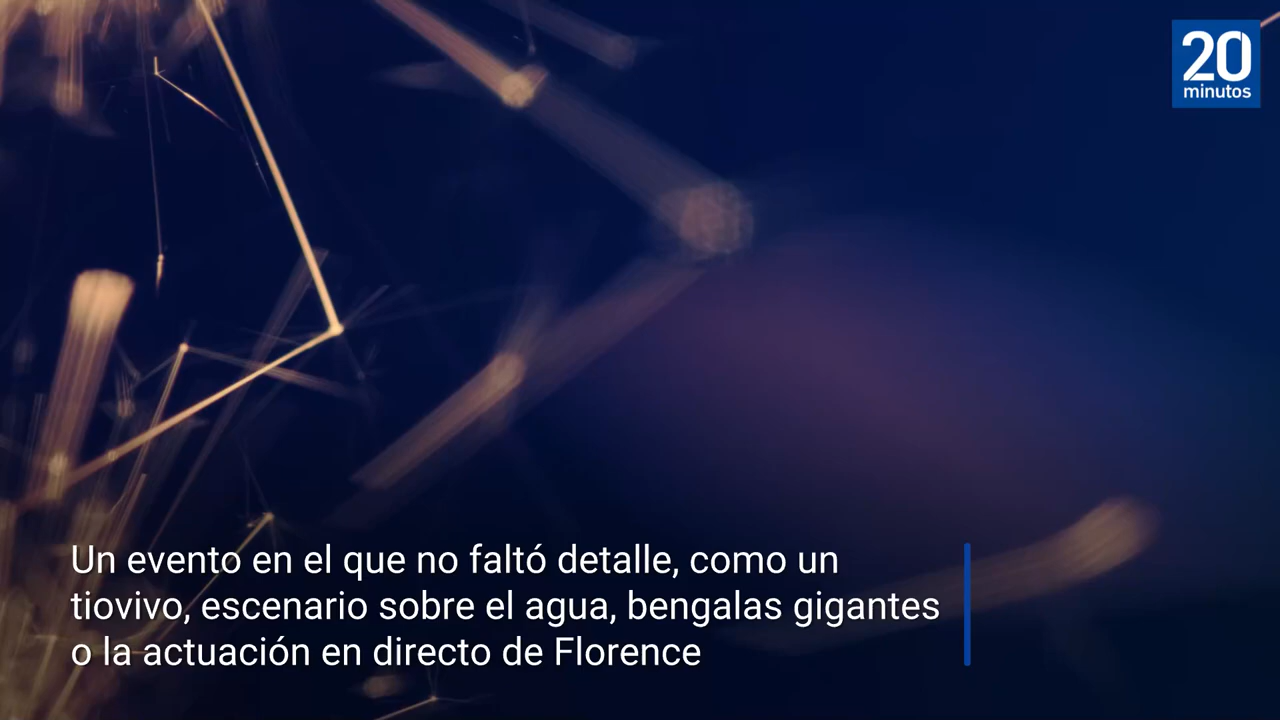 20
minutos
Un evento en el que no faltó detalle, como un
tiovivo, escenario sobre el agua, bengalas gigantes
o la actuación en directo de Florence